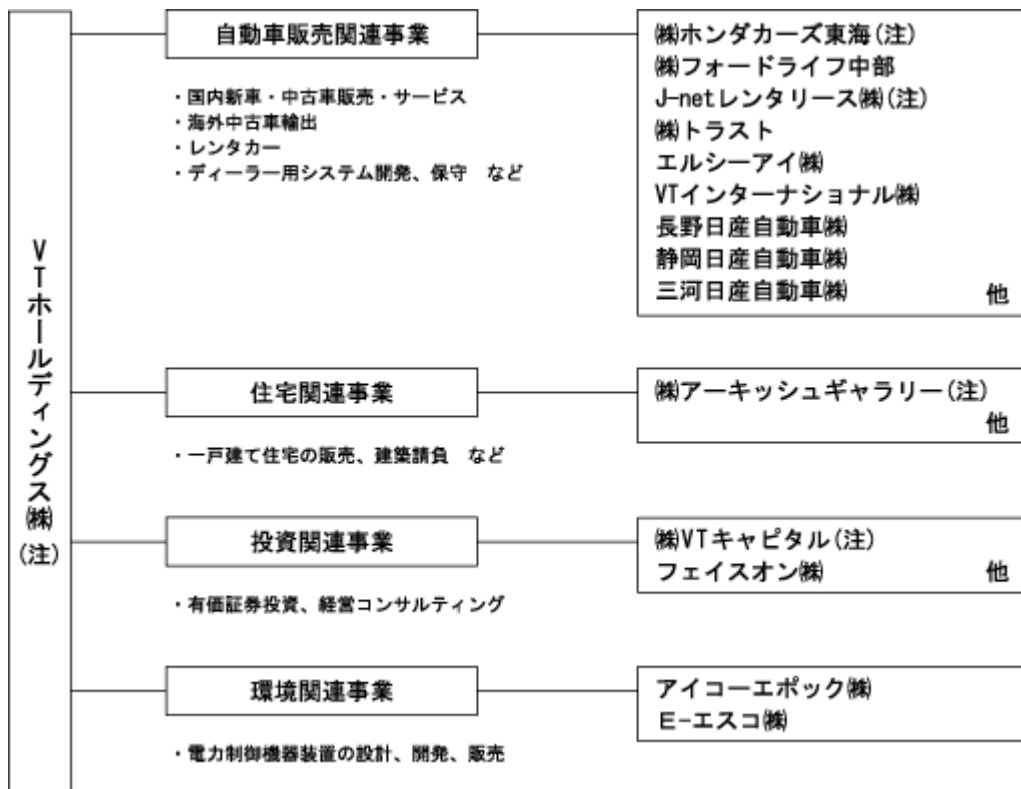 VTホールディングス㈱(注)
自動車販売関連事業
・国内新車・中古車販売・サービス
・海外中古車輸出
・レンタカー
・ディーラー用システム開発、保守　など
㈱ホンダカーズ東海(注)
㈱フォードライフ中部
J-netレンタリース㈱(注)
㈱トラスト
エルシーアイ㈱
VTインターナショナル㈱
長野日産自動車㈱
静岡日産自動車㈱
三河日産自動車㈱　他
住宅関連事業
・一戸建て住宅の販売、建築請負　など
㈱アーキッシュギャラリー(注)
他
投資関連事業
・有価証券投資、経営コンサルティング
㈱VTキャピタル(注)
フェイスオン㈱　他
環境関連事業
・電力制御機器装置の設計、開発、販売
アイコーエポック㈱
E-エスコ㈱